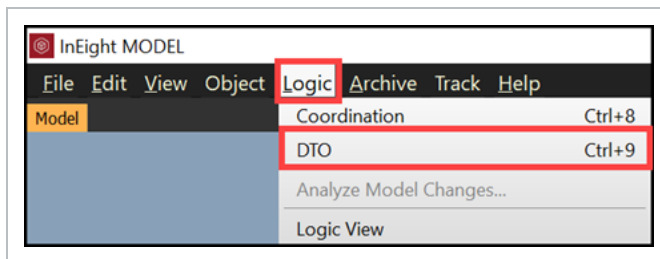 InEight MODEL
File Edit View Object Logic Archive Track Help
Model
Coordination Ctrl+8
DTO Ctrl+9
Analyze Model Changes...
Logic View